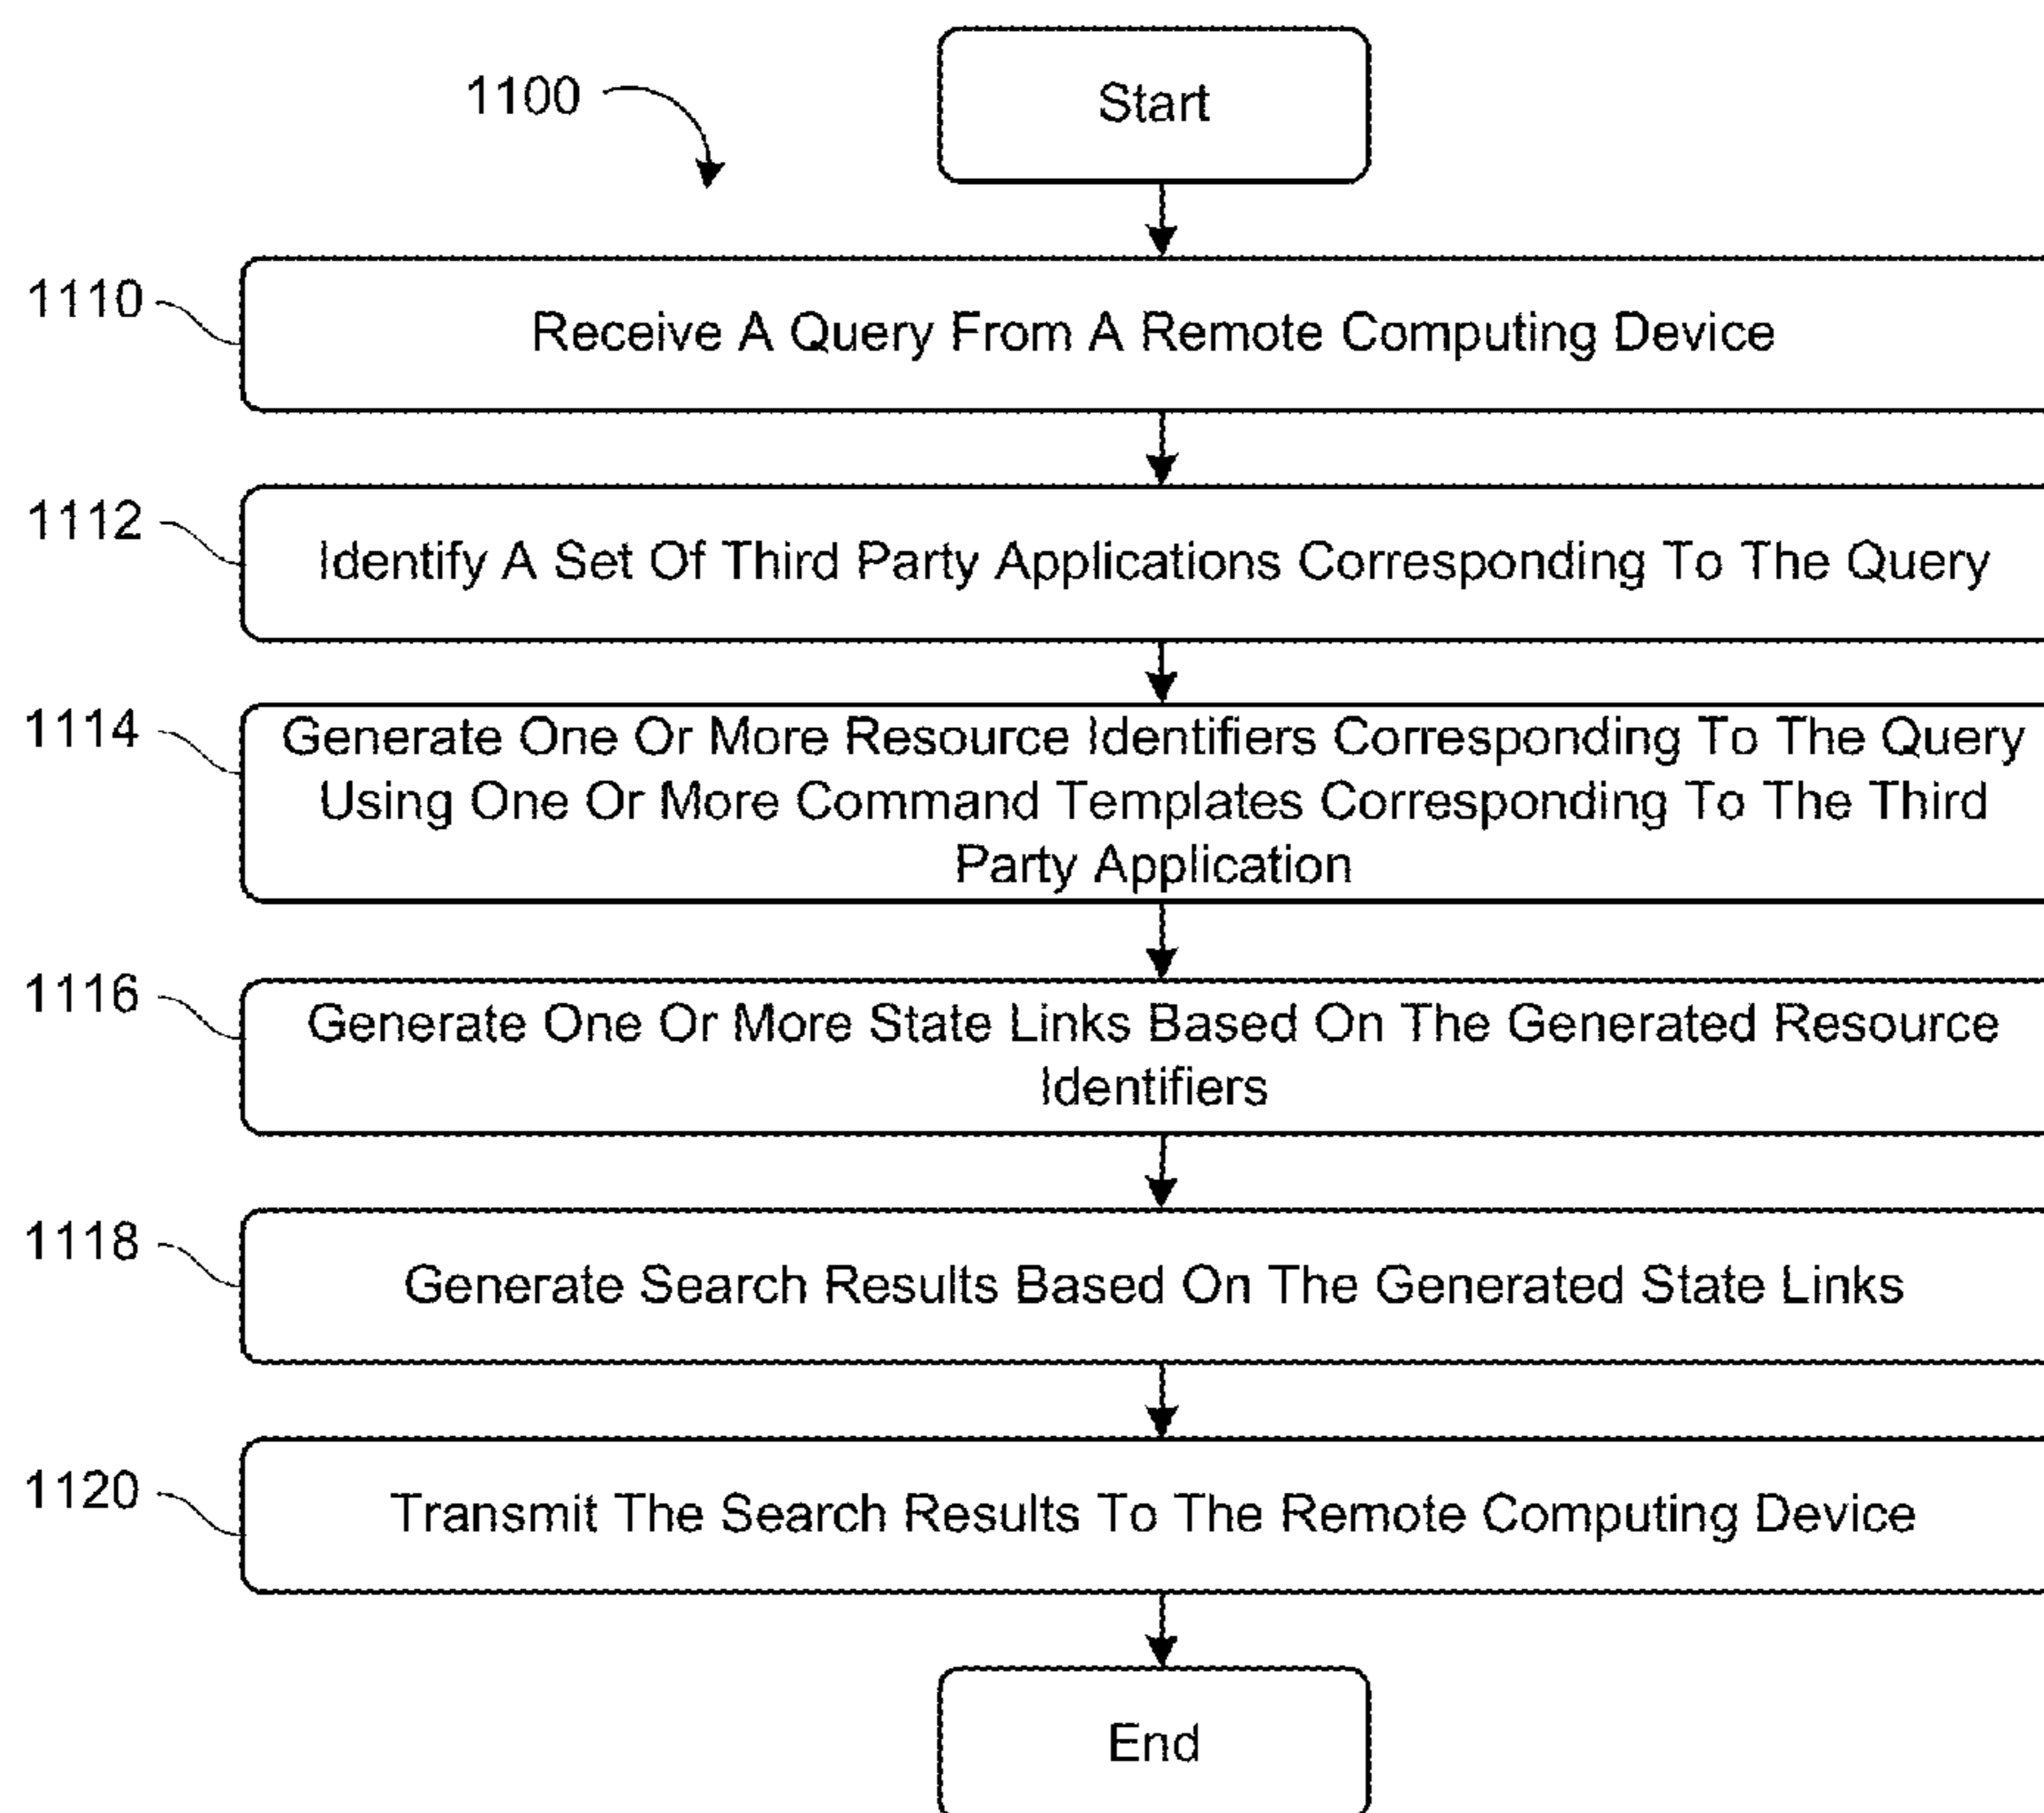 1100
Start
1110
Receive A Query From A Remote Computing Device
1112
Identify A Set Of Third Party Applications Corresponding To The Query
1114
Generate One Or More Resource Identifiers Corresponding To The Query
Using One Or More Command Templates Corresponding To The Third
Party Application
1116
Generate One Or More State Links Based On The Generated Resource
Identifiers
1118
Generate Search Results Based On The Generated State Links
1120
Transmit The Search Results To The Remote Computing Device
End